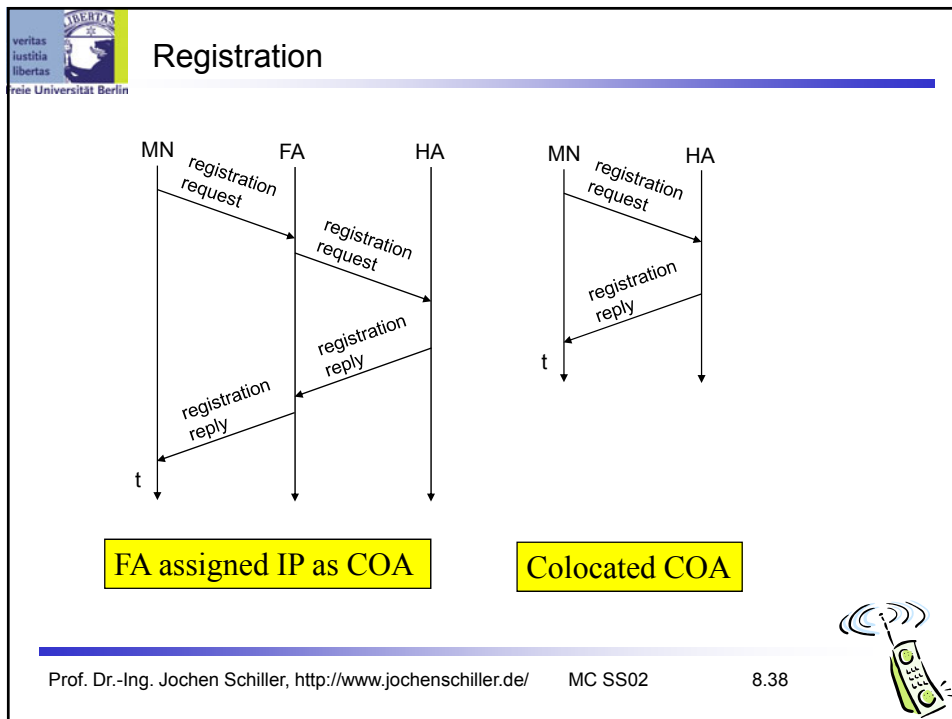 veritas
iustitia
libertas
LIBERTAS
Freie Universität Berlin
Registration
MN
FA
HA
registration
request
registration
request
registration
reply
registration
reply
t
FA assigned IP as COA
MN
HA
registration
request
registration
reply
t
Colocated COA
Prof. Dr.-Ing. Jochen Schiller, http://www.jochenschiller.de/ MC SS02 8.38